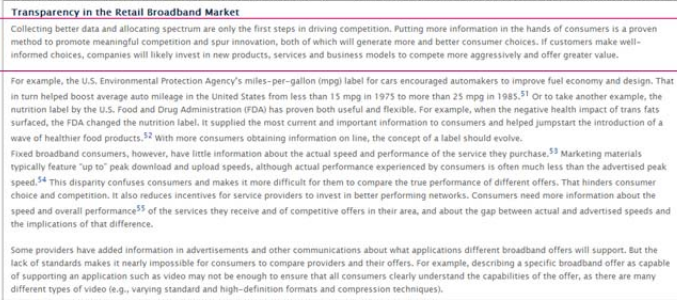 Transparency in the Retail Broadband Market
Collecting better data and allocating spectrum are only the first steps in driving competition. Putting more information in the hands of consumers is a proven
method to promote meaningful competition and spur innovation, both of which will generate more and better consumer choices. If customers make well-
informed choices, companies will likely invest in new products, services and business models to compete more aggressively and offer greater value.
For example, the U.S. Environmental Protection Agency's miles-per-gallon (mpg) label for cars encouraged automakers to improve fuel economy and design. That
in turn helped boost average auto mileage in the United States from less than 15 mpg in 1975 to more than 25 mpg in 1985.51 Or to take another example, the
nutrition label by the U.S. Food and Drug Administration (FDA) has proven both useful and flexible. For example, when the negative health impact of trans fats
surfaced, the FDA changed the nutrition label. It supplied the most current and important information to consumers and helped jumpstart the introduction of a
wave of healthier food products.52 With more consumers obtaining information on line, the concept of a label should evolve.
Fixed broadband consumers, however, have little information about the actual speed and performance of the service they purchase.53 Marketing materials
typically feature "up to" peak download and upload speeds, although actual performance experienced by consumers is often much less than the advertised peak
speed.54 This disparity confuses consumers and makes it more difficult for them to compare the true performance of different offers. That hinders consumer
choice and competition. It also reduces incentives for service providers to invest in better performing networks. Consumers need more information about the
speed and overall performance55 of the services they receive and of competitive offers in their area, and about the gap between actual and advertised speeds and
the implications of that difference.
Some providers have added information in advertisements and other communications about what applications different broadband offers will support. But the
lack of standards makes it nearly impossible for consumers to compare providers and their offers. For example, describing a specific broadband offer as capable
of supporting an application such as video may not be enough to ensure that all consumers clearly understand the capabilities of the offer, as there are many
different types of video (e.g., varying standard and high-definition formats and compression techniques).